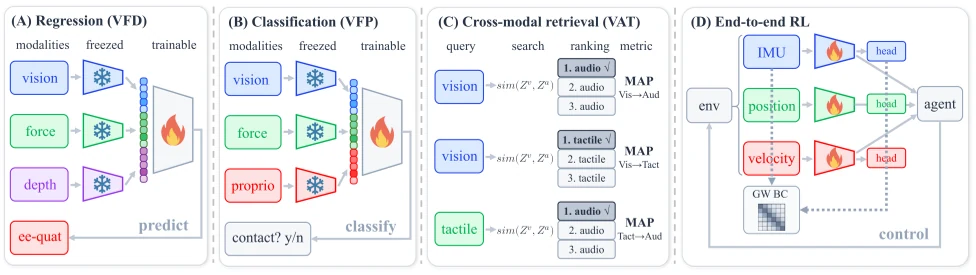 (A) Regression (VFD)
modalities freezed trainable
vision
force
depth
predict
ee-quat
(B) Classification (VFP)
modalities freezed trainable
vision
force
proprio
classify
contact? y/n
(C) Cross-modal retrieval (VAT)
query search ranking metric
vision
sim(Z^v, Z^a)
1. audio √
2. audio
3. audio
MAP
Vis→Aud
vision
sim(Z^v, Z^a)
1. tactile √
2. tactile
3. tactile
MAP
Vis→Tact
tactile
sim(Z^v, Z^a)
1. audio √
2. audio
3. audio
MAP
Tact→Aud
(D) End-to-end RL
env
IMU
head
position
head
velocity
head
agent
GW BC
control